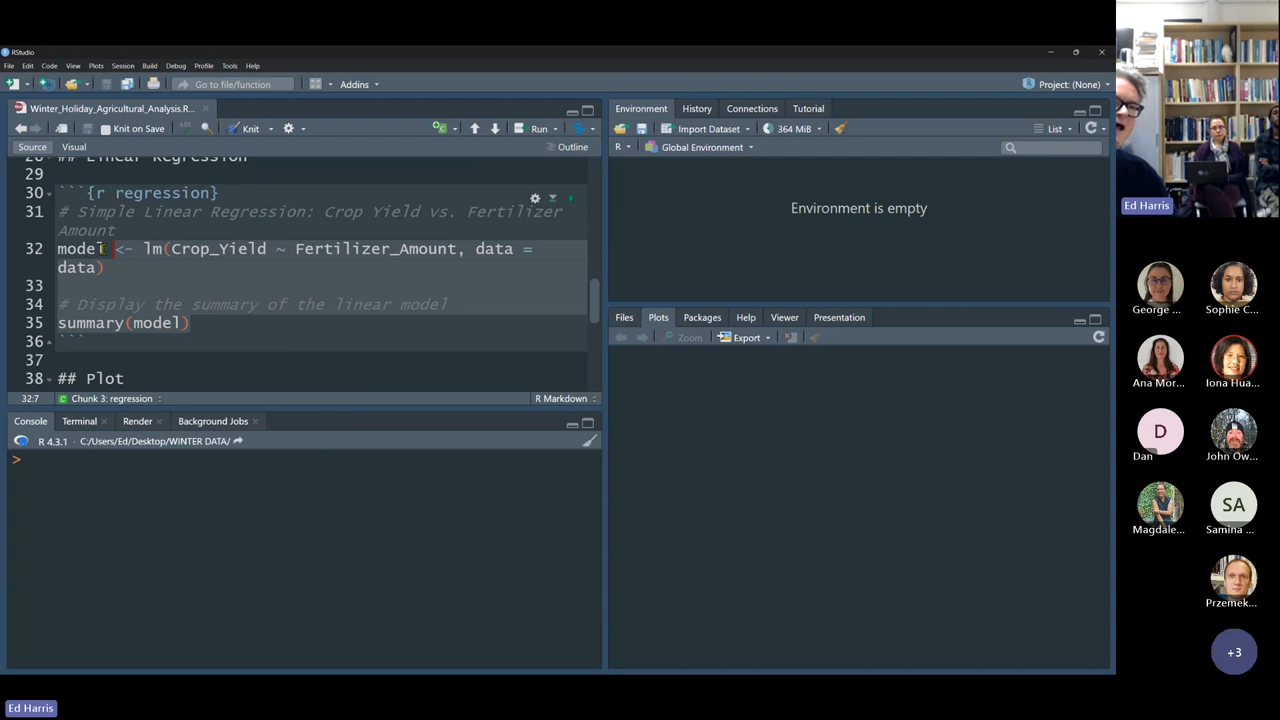 RStudio
File Edit Code View Plots Session Build Debug Profile Tools Help
Go to file/function Addins Project: (None)
Winter_Holiday_Agricultural_Analysis.R...
Knit on Save Knit Run
Source Visual Outline
28 ## Linear Regression
29
30 ```{r regression}
31 # Simple Linear Regression: Crop Yield vs. Fertilizer
Amount
32 model <- lm(Crop_Yield ~ Fertilizer_Amount, data =
data)
33
34 # Display the summary of the linear model
35 summary(model)
36 ```
37
38 ## Plot
32:7 Chunk 3: regression R Markdown
Console Terminal Render Background Jobs
R 4.3.1 · C:/Users/Ed/Desktop/WINTER DATA/
>
Environment History Connections Tutorial
Import Dataset 364 MiB List
R Global Environment
Environment is empty
Files Plots Packages Help Viewer Presentation
Zoom Export
Ed Harris
George ... Sophie C...
Ana Mor... Iona Hua...
D
Dan John Ow...
SA
Magdale... Samina ...
Przemek...
+3
Ed Harris